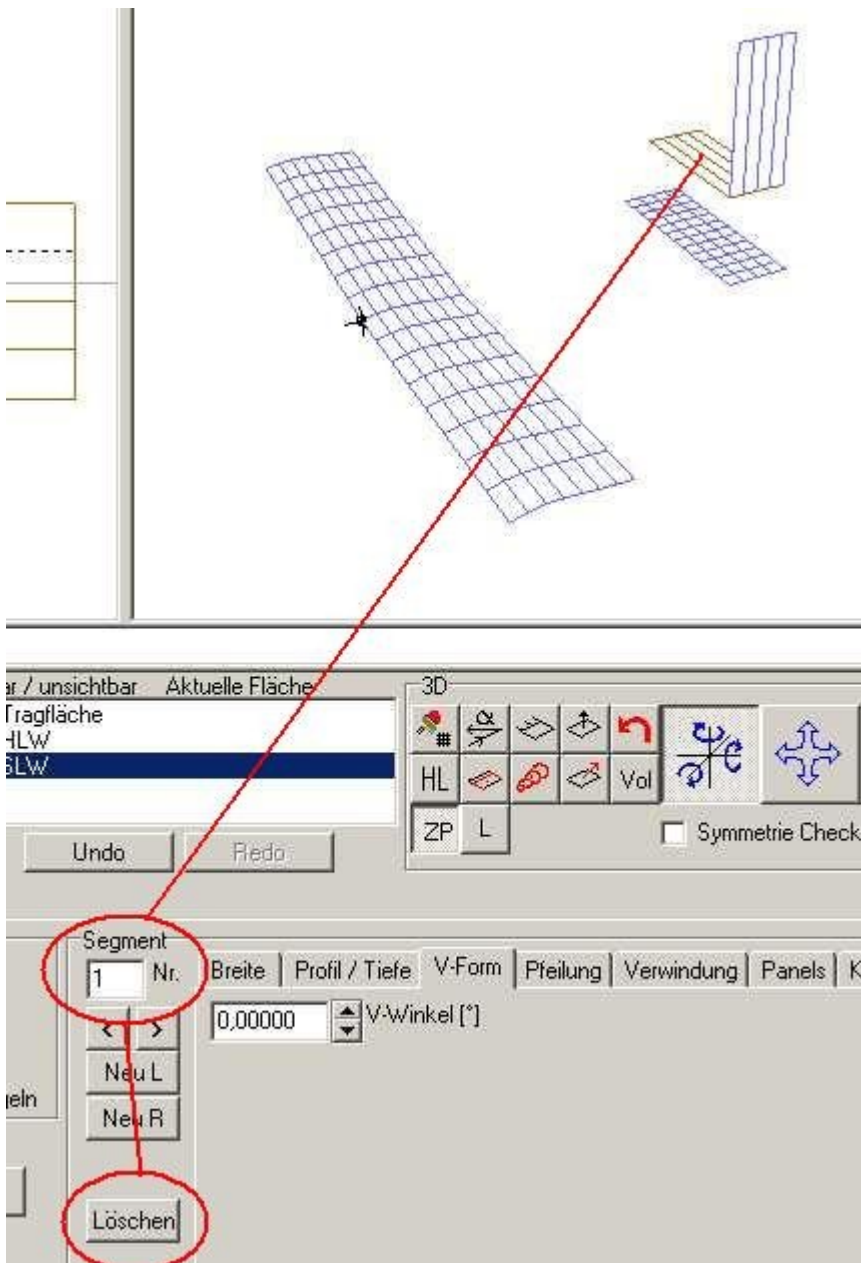 ar / unsichtbar Aktuelle Fläche
Tragfläche
HLW
SLW
Undo Redo
3D
α
HL Vol
ZP L
Symmetrie Check
Segment
1 Nr.
< >
Neu L
Neu R
Löschen
geln
Breite Profil / Tiefe V-Form Pfeilung Verwindung Panels K
0,00000 V-Winkel [°]